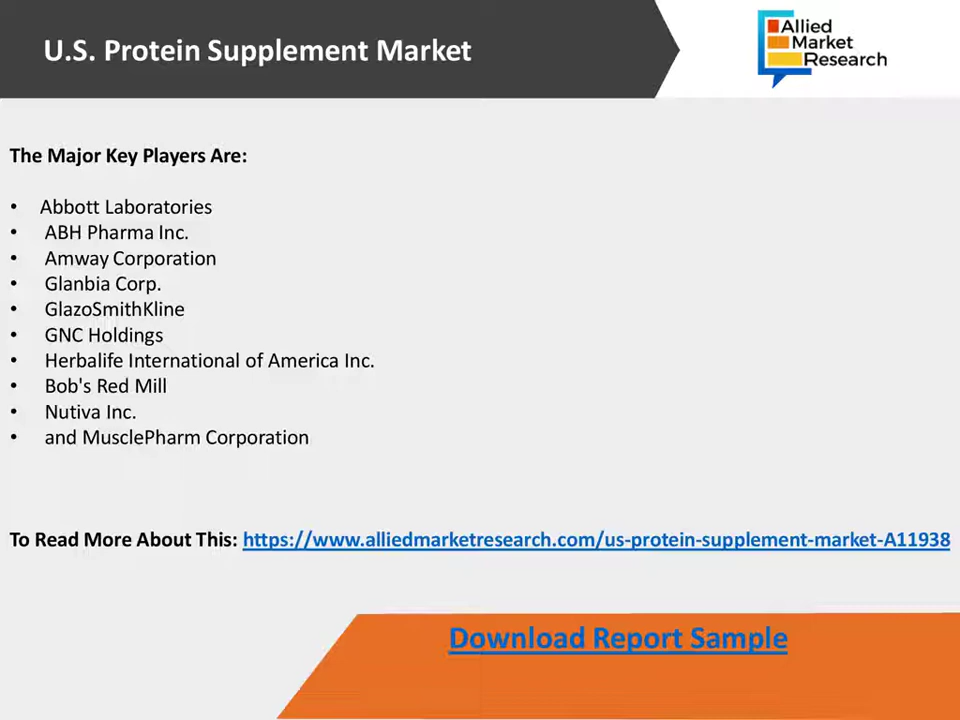 U.S. Protein Supplement Market
Allied
Market
Research
The Major Key Players Are:
• Abbott Laboratories
• ABH Pharma Inc.
• Amway Corporation
• Glanbia Corp.
• GlazoSmithKline
• GNC Holdings
• Herbalife International of America Inc.
• Bob's Red Mill
• Nutiva Inc.
• and MusclePharm Corporation
To Read More About This: https://www.alliedmarketresearch.com/us-protein-supplement-market-A11938
Download Report Sample